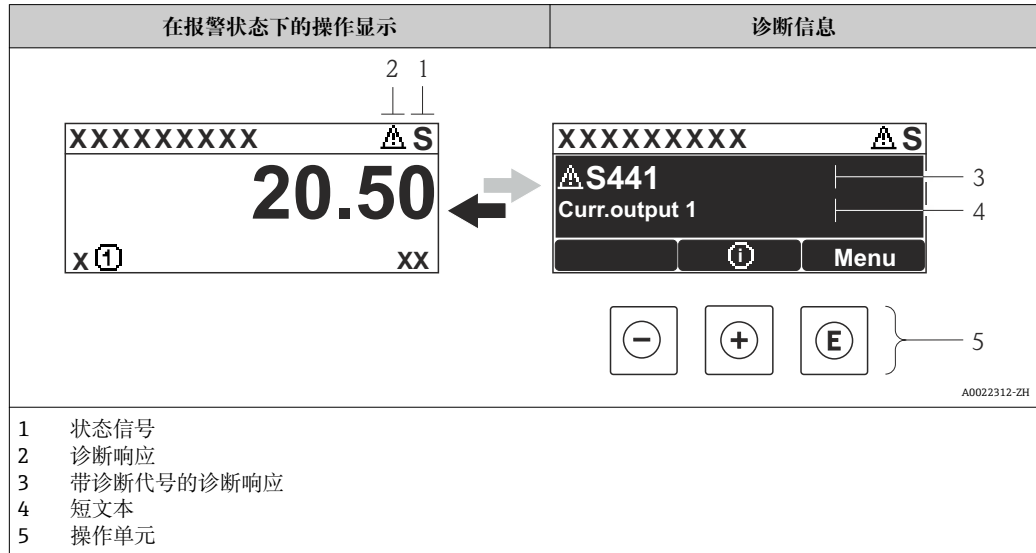 在报警状态下的操作显示
诊断信息
2 1
XXXXXXXXX ⚠ S
20.50
X ① XX
XXXXXXXXX ⚠ S
⚠ S441
Curr.output 1
ⓘ Menu
3
4
− + E
5
A0022312-ZH
1 状态信号
2 诊断响应
3 带诊断代号的诊断响应
4 短文本
5 操作单元